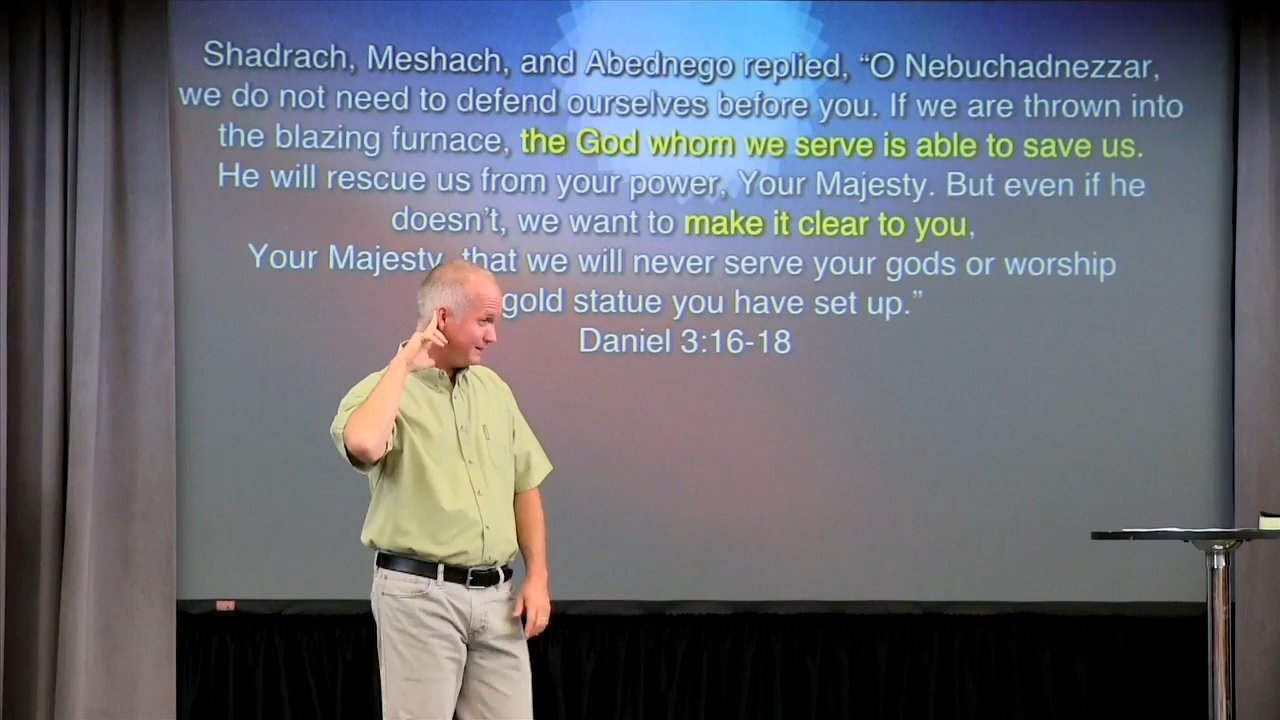 Shadrach, Meshach, and Abednego replied, “O Nebuchadnezzar,
we do not need to defend ourselves before you. If we are thrown into
the blazing furnace, the God whom we serve is able to save us.
He will rescue us from your power, Your Majesty. But even if he
doesn’t, we want to make it clear to you,
Your Majesty, that we will never serve your gods or worship
gold statue you have set up.”
Daniel 3:16-18